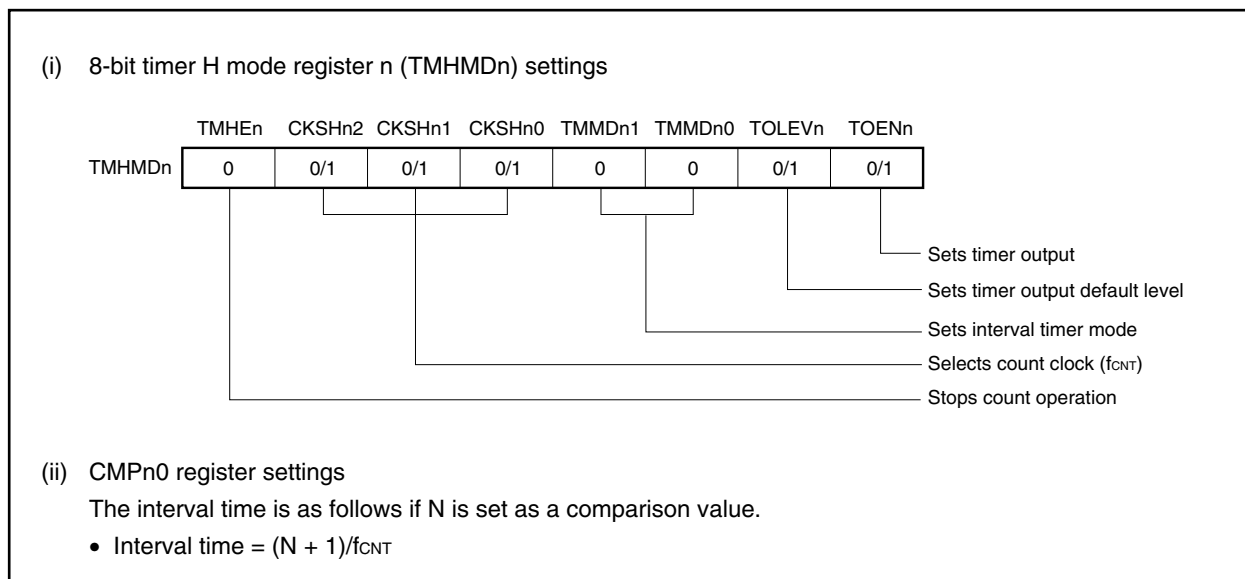 (i) 8-bit timer H mode register n (TMHMDn) settings
TMHEn CKSHn2 CKSHn1 CKSHn0 TMMDn1 TMMDn0 TOLEVn TOENn
TMHMDn 0 0/1 0/1 0/1 0 0 0/1 0/1
Sets timer output
Sets timer output default level
Sets interval timer mode
Selects count clock (fCNT)
Stops count operation
(ii) CMPn0 register settings
The interval time is as follows if N is set as a comparison value.
• Interval time = (N + 1)/fCNT